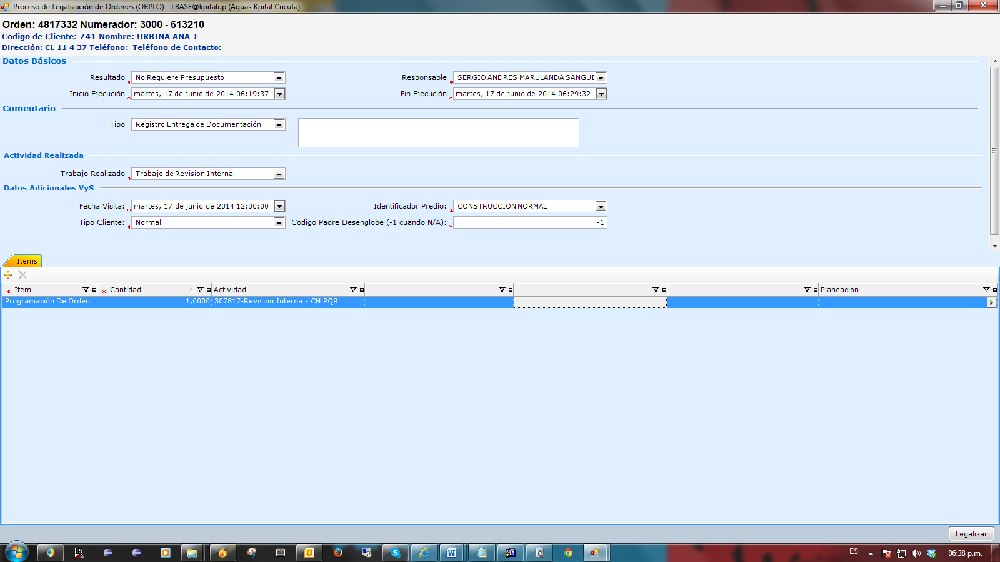 Proceso de Legalización de Ordenes (ORPLO) - LBASE@kpitalup (Aguas Kpital Cucuta)
Orden: 4817332 Numerador: 3000 - 613210
Codigo de Cliente: 741 Nombre: URBINA ANA J
Dirección: CL 11 4 37 Teléfono: Teléfono de Contacto:
Datos Básicos
Resultado * No Requiere Presupuesto Responsable * SERGIO ANDRES MARULANDA SANGUI
Inicio Ejecución * martes, 17 de junio de 2014 06:19:37 Fin Ejecución * martes, 17 de junio de 2014 06:29:32
Comentario
Tipo Registro Entrega de Documentación
Actividad Realizada
Trabajo Realizado * Trabajo de Revision Interna
Datos Adicionales VyS
Fecha Visita: * martes, 17 de junio de 2014 12:00:00 Identificador Predio: * CONSTRUCCION NORMAL
Tipo Cliente: * Normal Codigo Padre Desenglobe (-1 cuando N/A): * -1
Items
* Item * Cantidad Actividad Planeacion
Programación De Orden... 1,0000 307817-Revision Interna - CN PQR
Legalizar
ES 06:38 p.m.